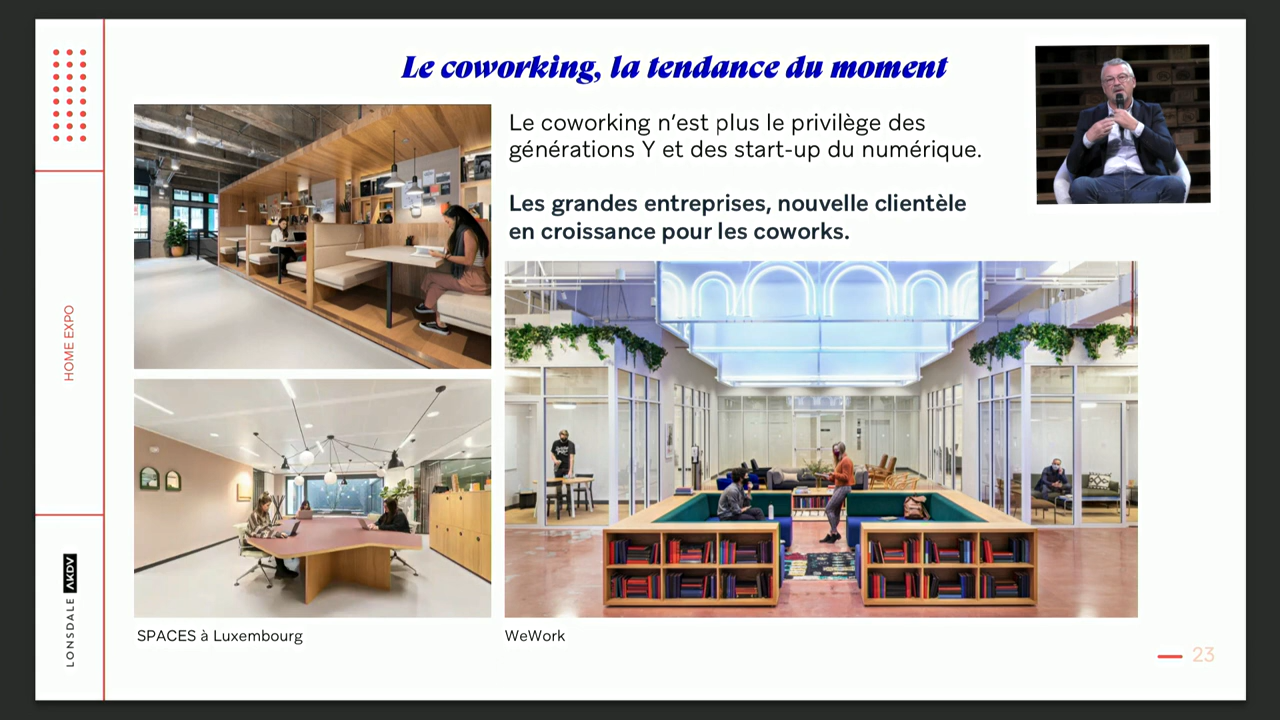 Le coworking, la tendance du moment
Le coworking n'est plus le privilège des
générations Y et des start-up du numérique.
Les grandes entreprises, nouvelle clientèle
en croissance pour les coworks.
HOME EXPO
LONSDALE AKDV
SPACES à Luxembourg
WeWork
23